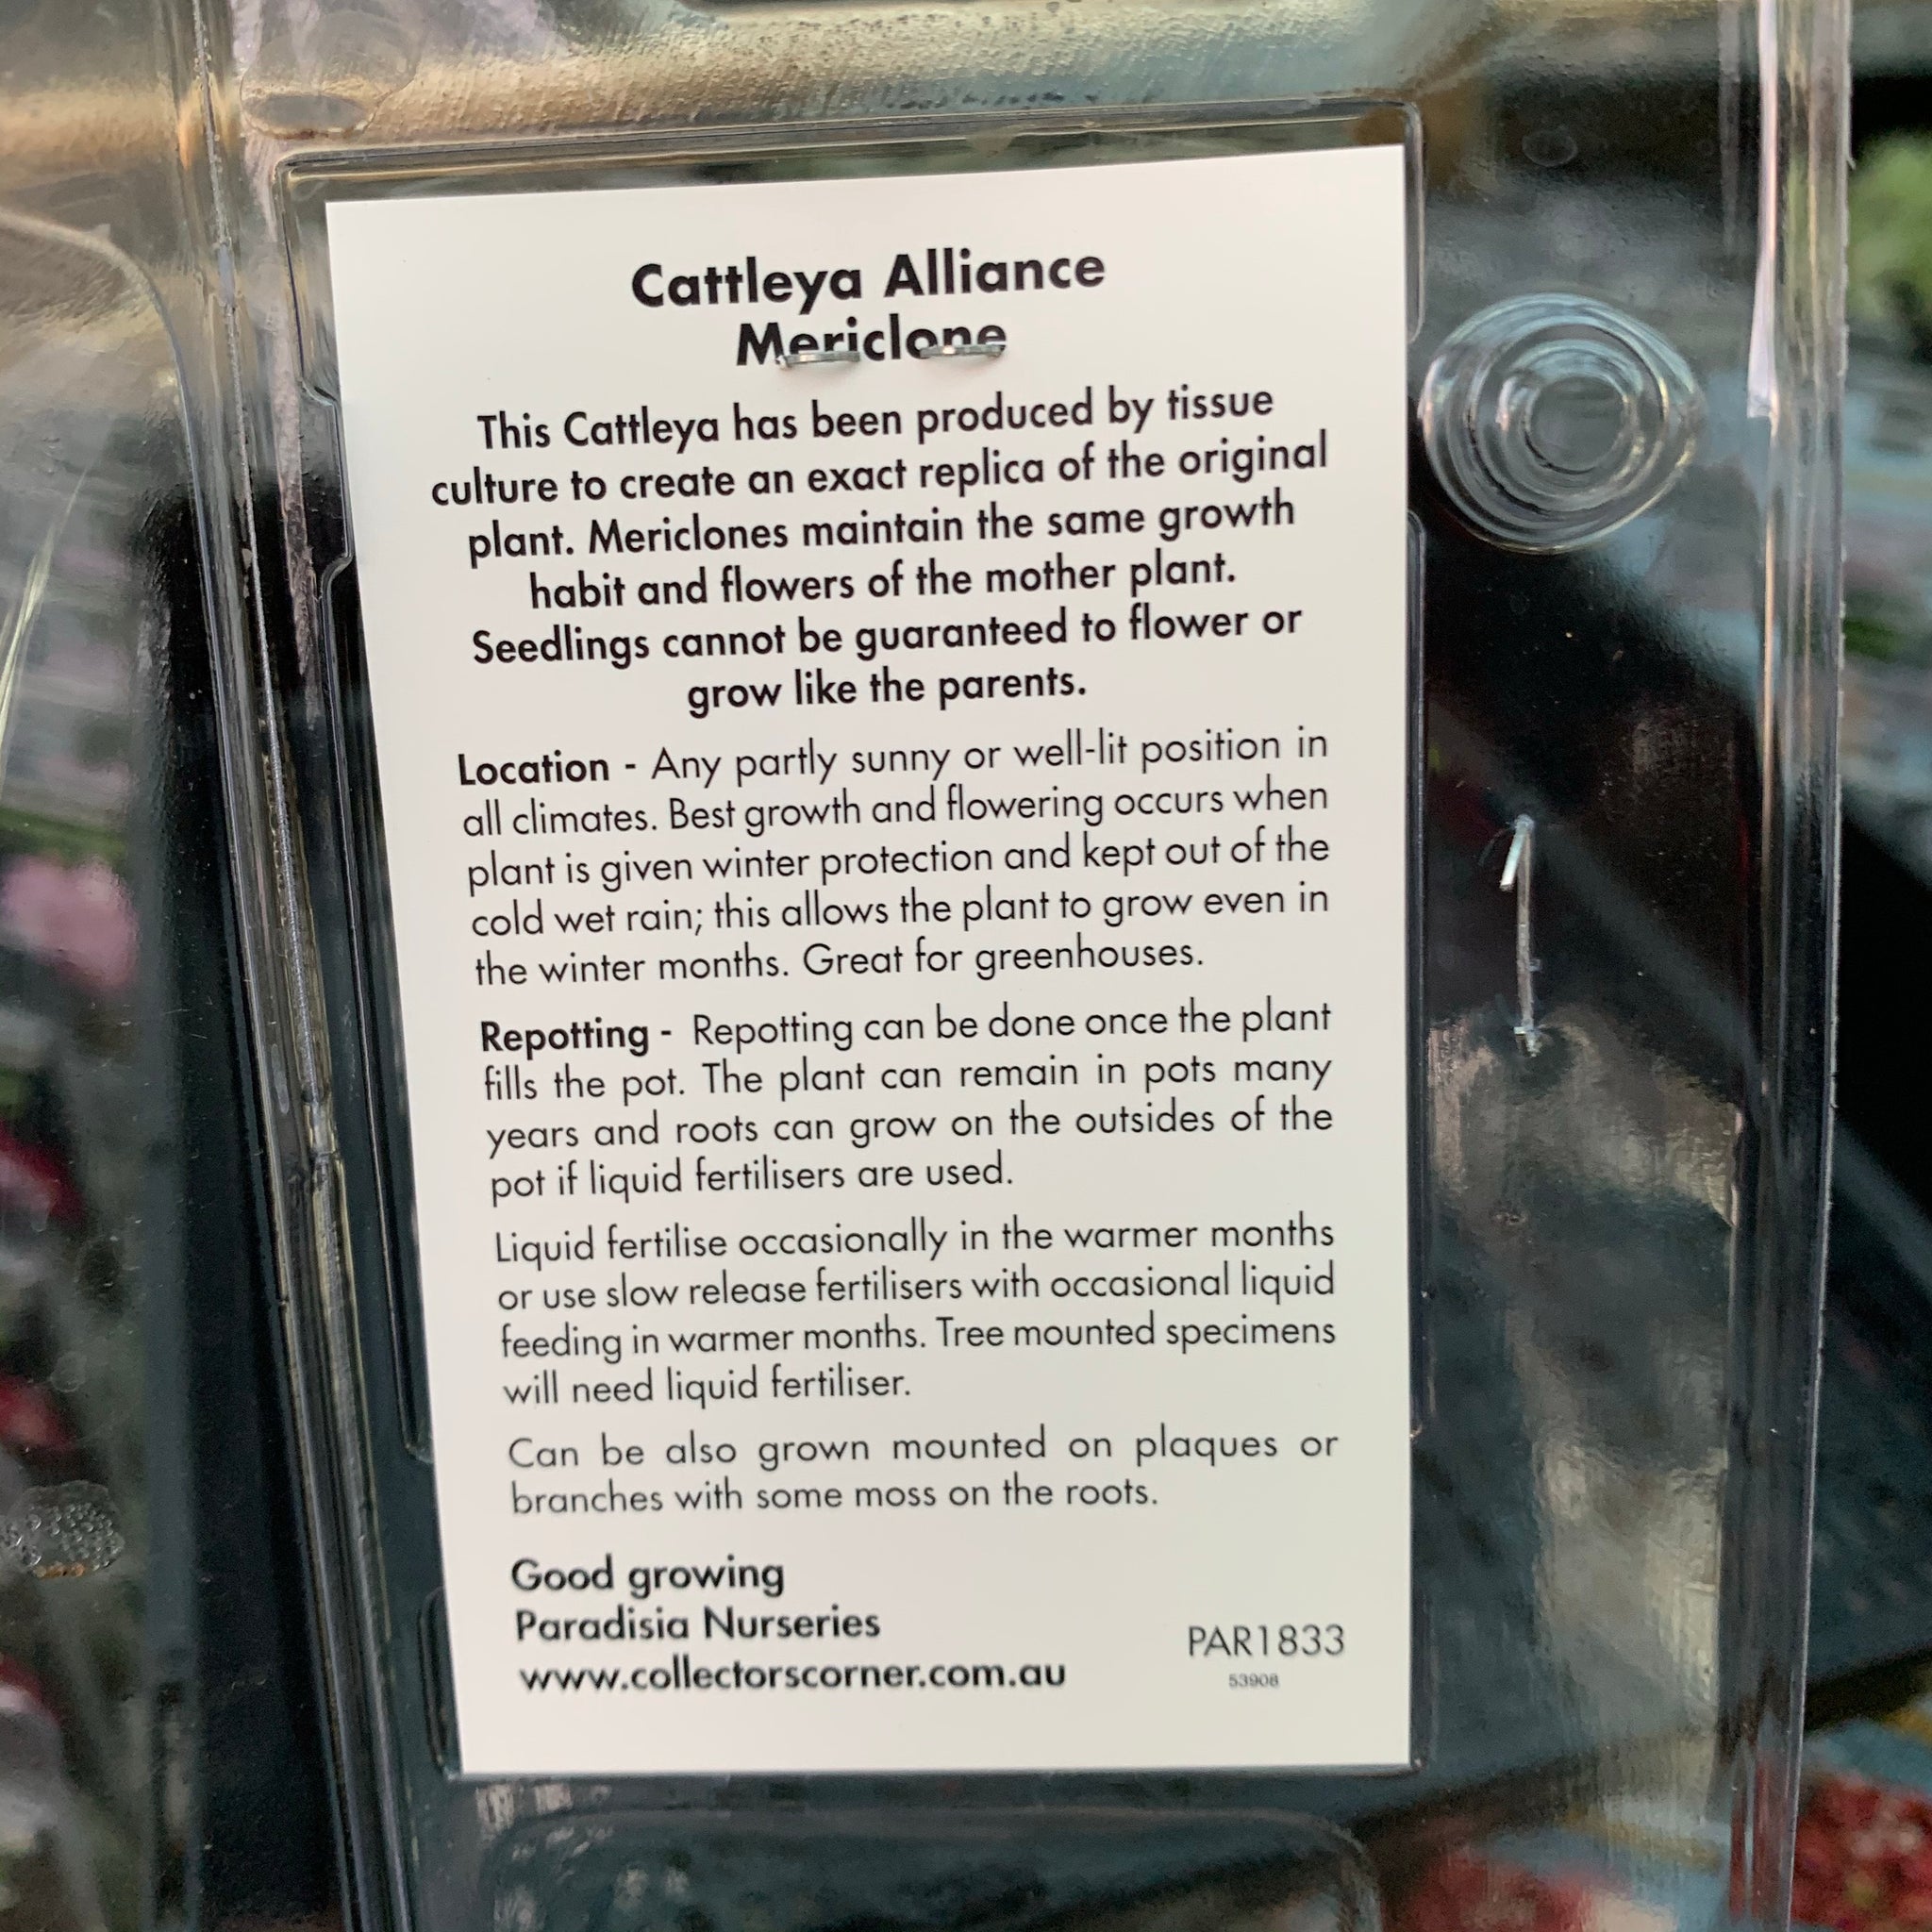 Cattleya Alliance
Mericlone
This Cattleya has been produced by tissue
culture to create an exact replica of the original
plant. Mericlones maintain the same growth
habit and flowers of the mother plant.
Seedlings cannot be guaranteed to flower or
grow like the parents.
Location - Any partly sunny or well-lit position in
all climates. Best growth and flowering occurs when
plant is given winter protection and kept out of the
cold wet rain; this allows the plant to grow even in
the winter months. Great for greenhouses.
Repotting - Repotting can be done once the plant
fills the pot. The plant can remain in pots many
years and roots can grow on the outsides of the
pot if liquid fertilisers are used.
Liquid fertilise occasionally in the warmer months
or use slow release fertilisers with occasional liquid
feeding in warmer months. Tree mounted specimens
will need liquid fertiliser.
Can be also grown mounted on plaques or
branches with some moss on the roots.
Good growing
Paradisia Nurseries
www.collectorscorner.com.au
PAR1833
53908